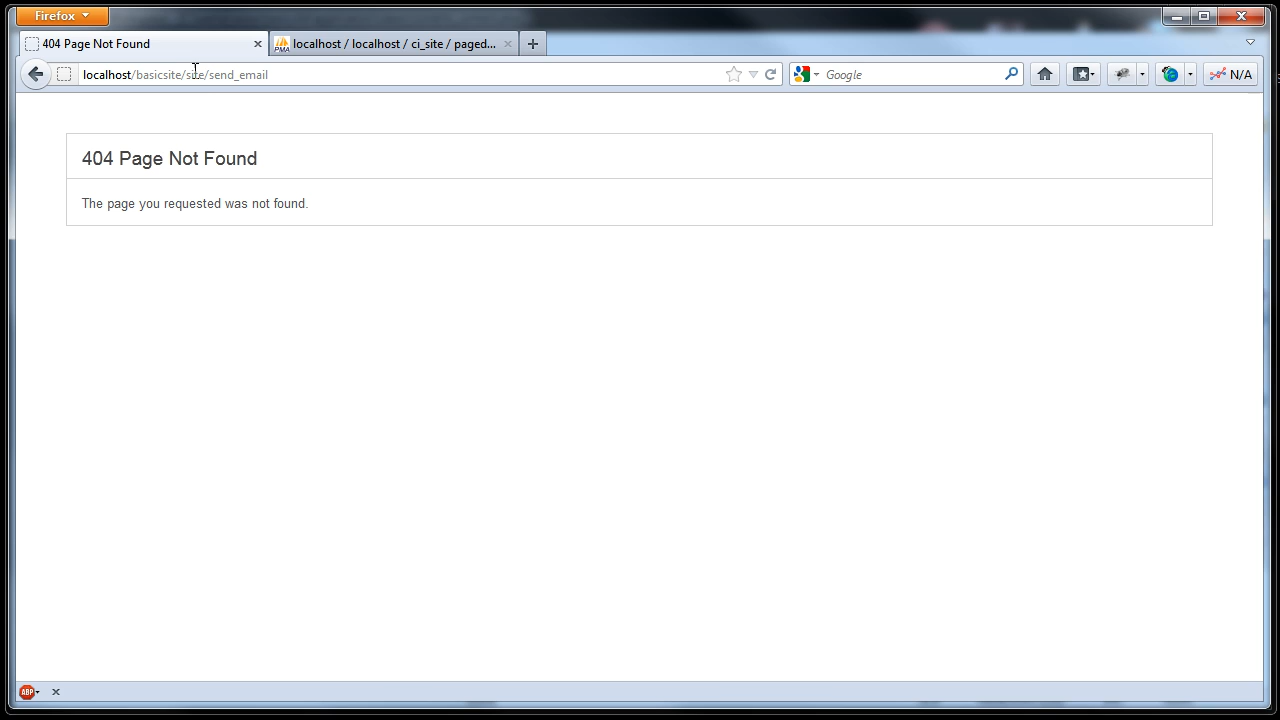 Firefox
404 Page Not Found
localhost / localhost / ci_site / paged...
localhost/basicsite/site/send_email
Google
N/A
404 Page Not Found
The page you requested was not found.
ABP